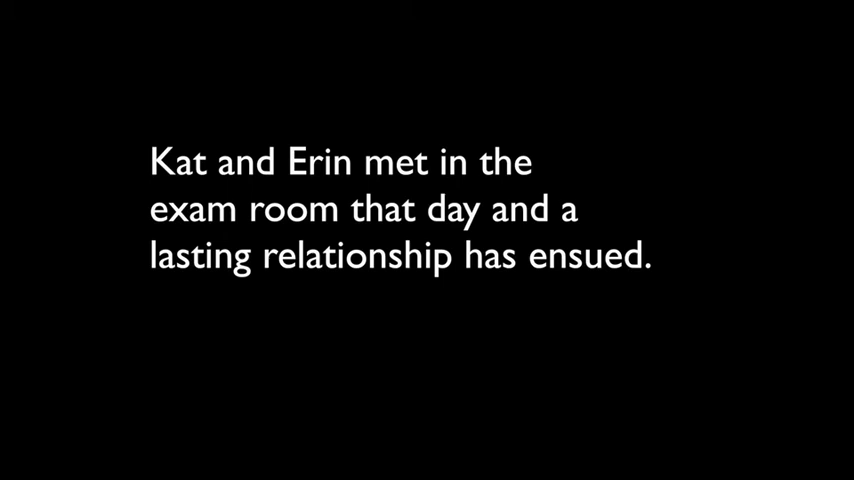 Kat and Erin met in the
exam room that day and a
lasting relationship has ensued.